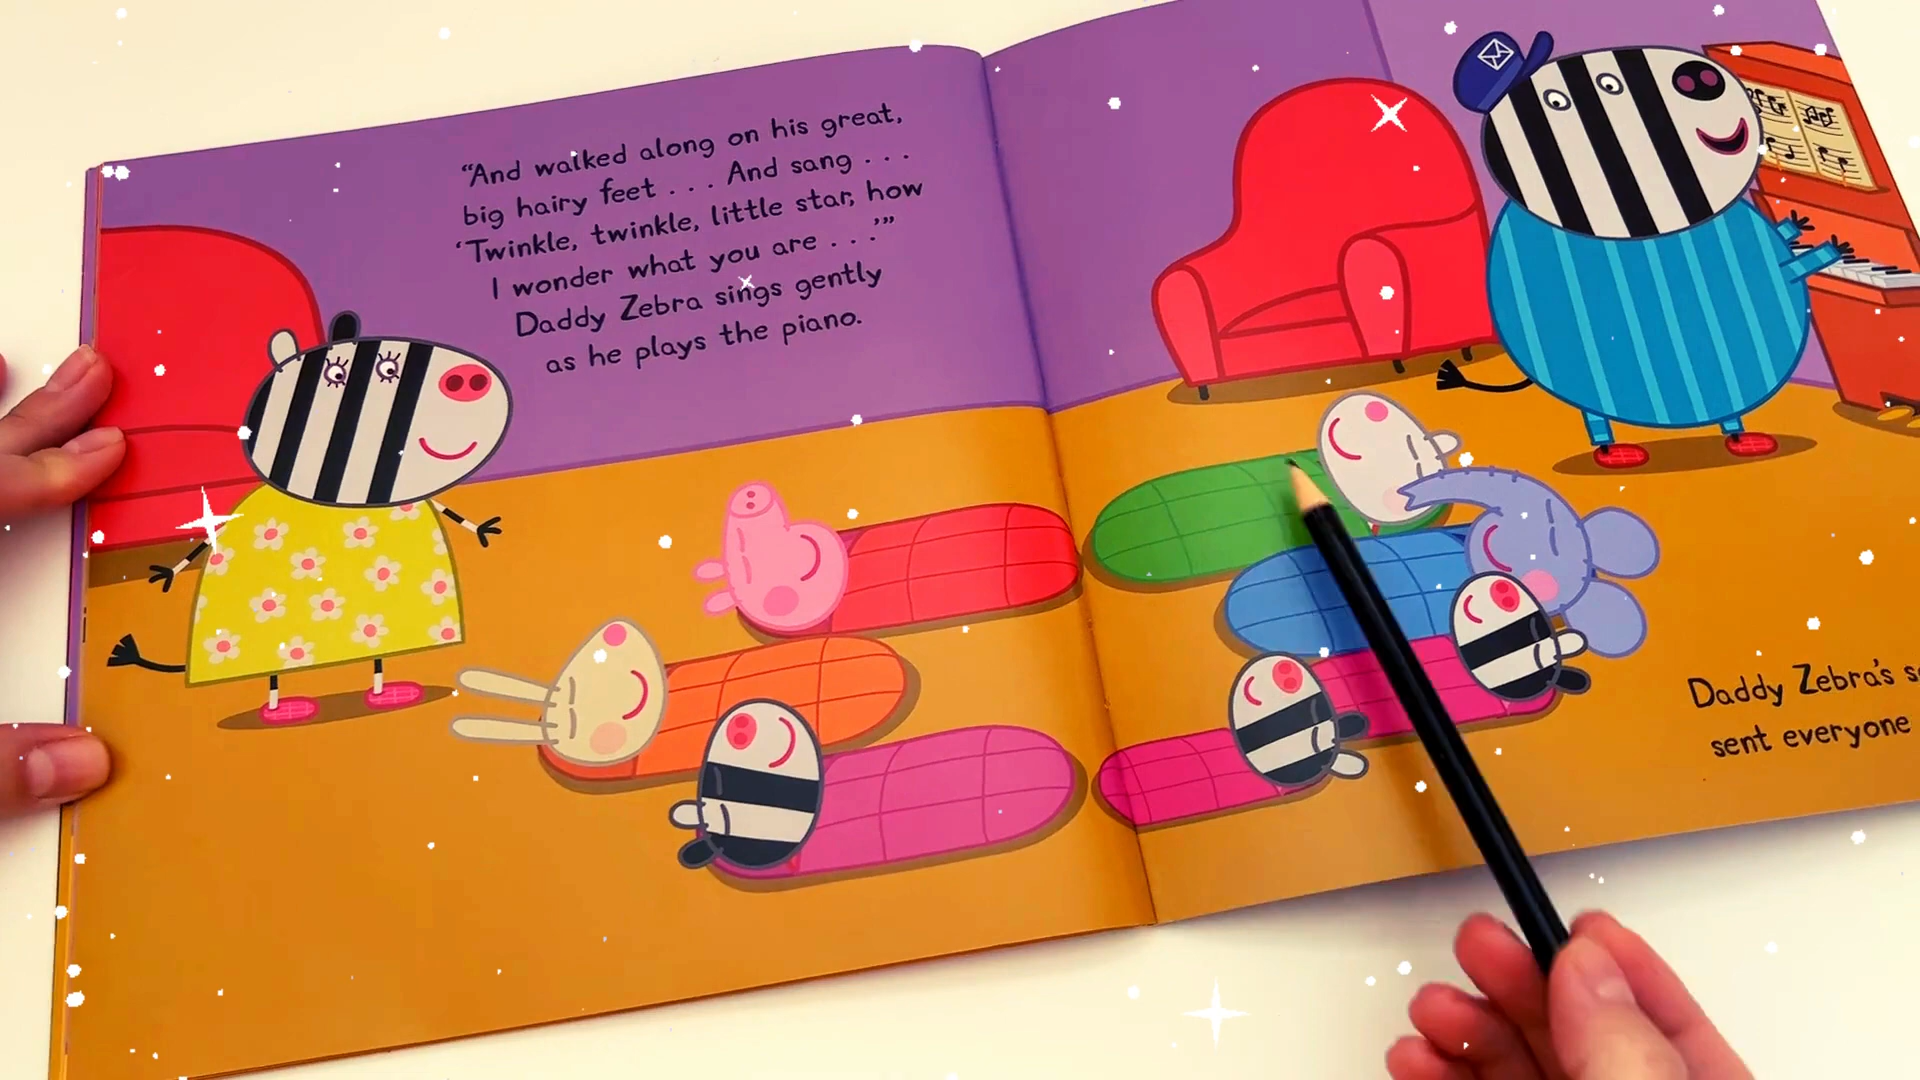 “And walked along on his great,
big hairy feet . . . And sang . . .
‘Twinkle, twinkle, little star, how
I wonder what you are . . .’”
Daddy Zebra sings gently
as he plays the piano.
Daddy Zebra’s
sent everyone